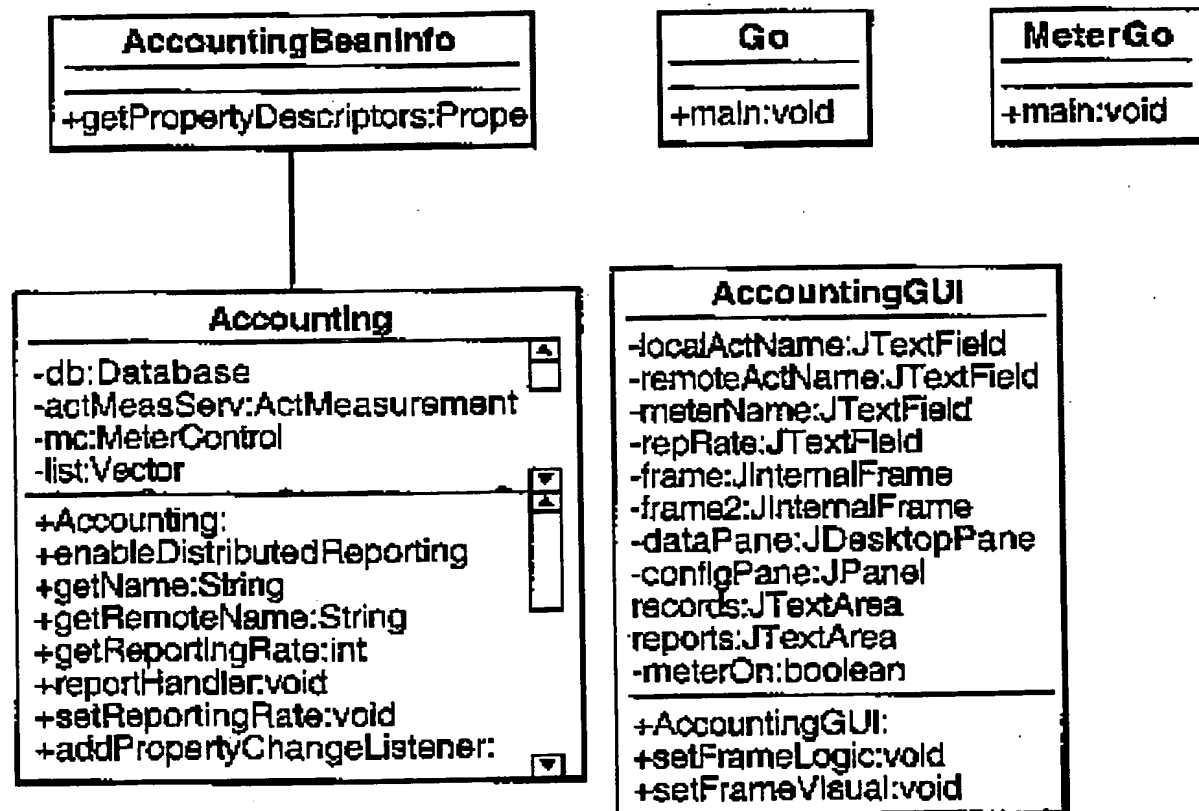 AccountingBeanInfo
+getPropertyDescriptors:Prope
Go
+main:void
MeterGo
+main:void
Accounting
-db:Database
-actMeasServ:ActMeasurement
-mc:MeterControl
-list:Vector
+Accounting:
+enableDistributedReporting
+getName:String
+getRemoteName:String
+getReportingRate:int
+reportHandler:void
+setReportingRate:void
+addPropertyChangeListener:
AccountingGUI
-localActName:JTextField
-remoteActName:JTextField
-meterName:JTextField
-repRate:JTextField
-frame:JInternalFrame
-frame2:JInternalFrame
-dataPane:JDesktopPane
-configPane:JPanel
records:JTextArea
reports:JTextArea
-meterOn:boolean
+AccountingGUI:
+setFrameLogic:void
+setFrameVisual:void